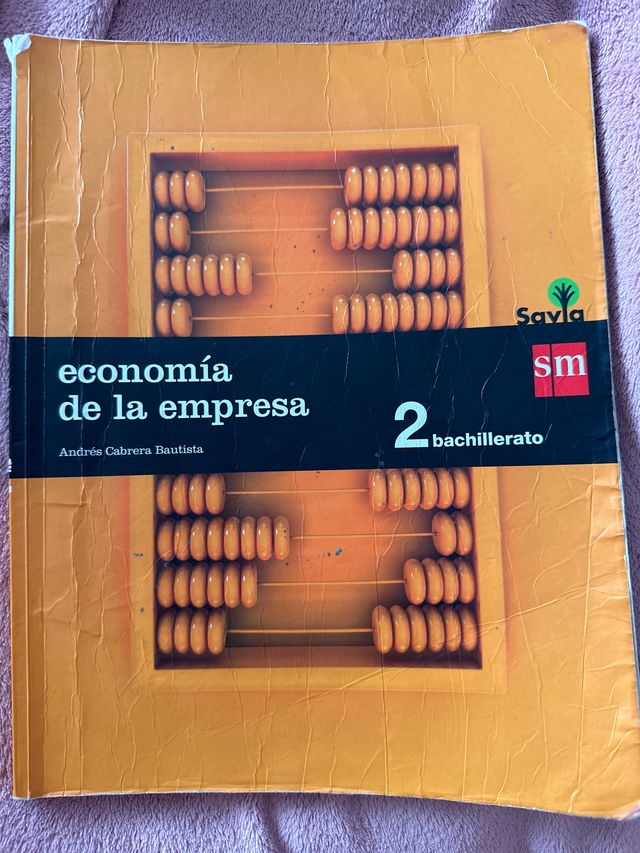 Savia
sm
economía
de la empresa
2 bachillerato
Andrés Cabrera Bautista